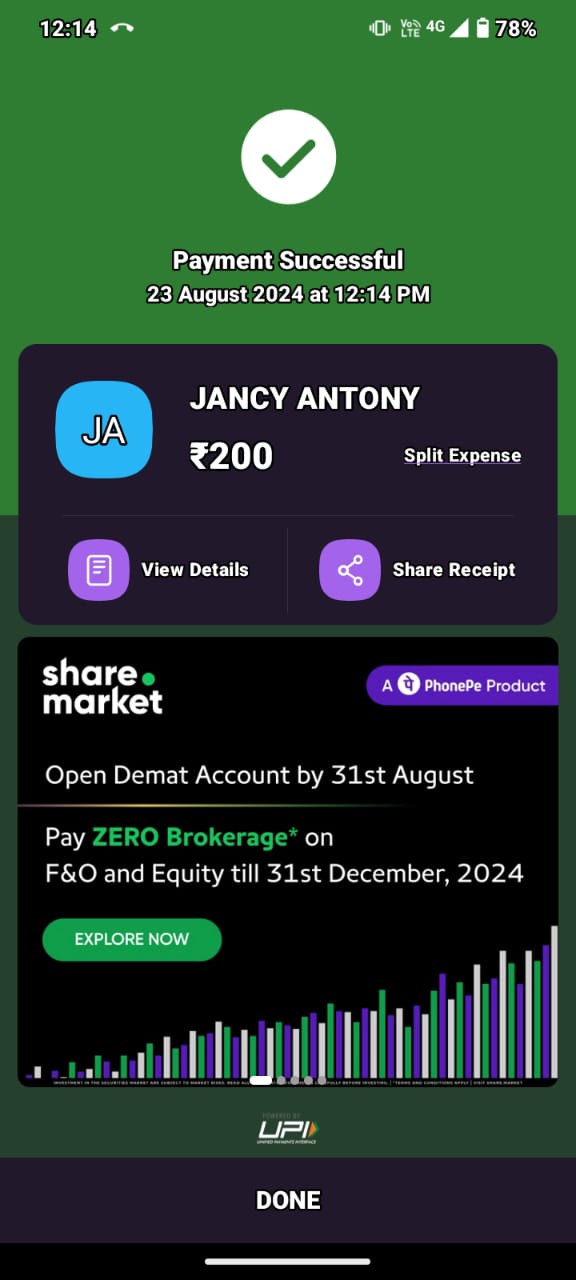 12:14
Vo)) LTE 4G 78%
Payment Successful
23 August 2024 at 12:14 PM
JA
JANCY ANTONY
₹200
Split Expense
View Details
Share Receipt
share.
market
A पे PhonePe Product
Open Demat Account by 31st August
Pay ZERO Brokerage* on
F&O and Equity till 31st December, 2024
EXPLORE NOW
INVESTMENT IN THE SECURITIES MARKET ARE SUBJECT TO MARKET RISKS. READ ALL FULLY BEFORE INVESTING. | *TERMS AND CONDITIONS APPLY | VISIT SHARE.MARKET
POWERED BY
UPI
UNIFIED PAYMENTS INTERFACE
DONE